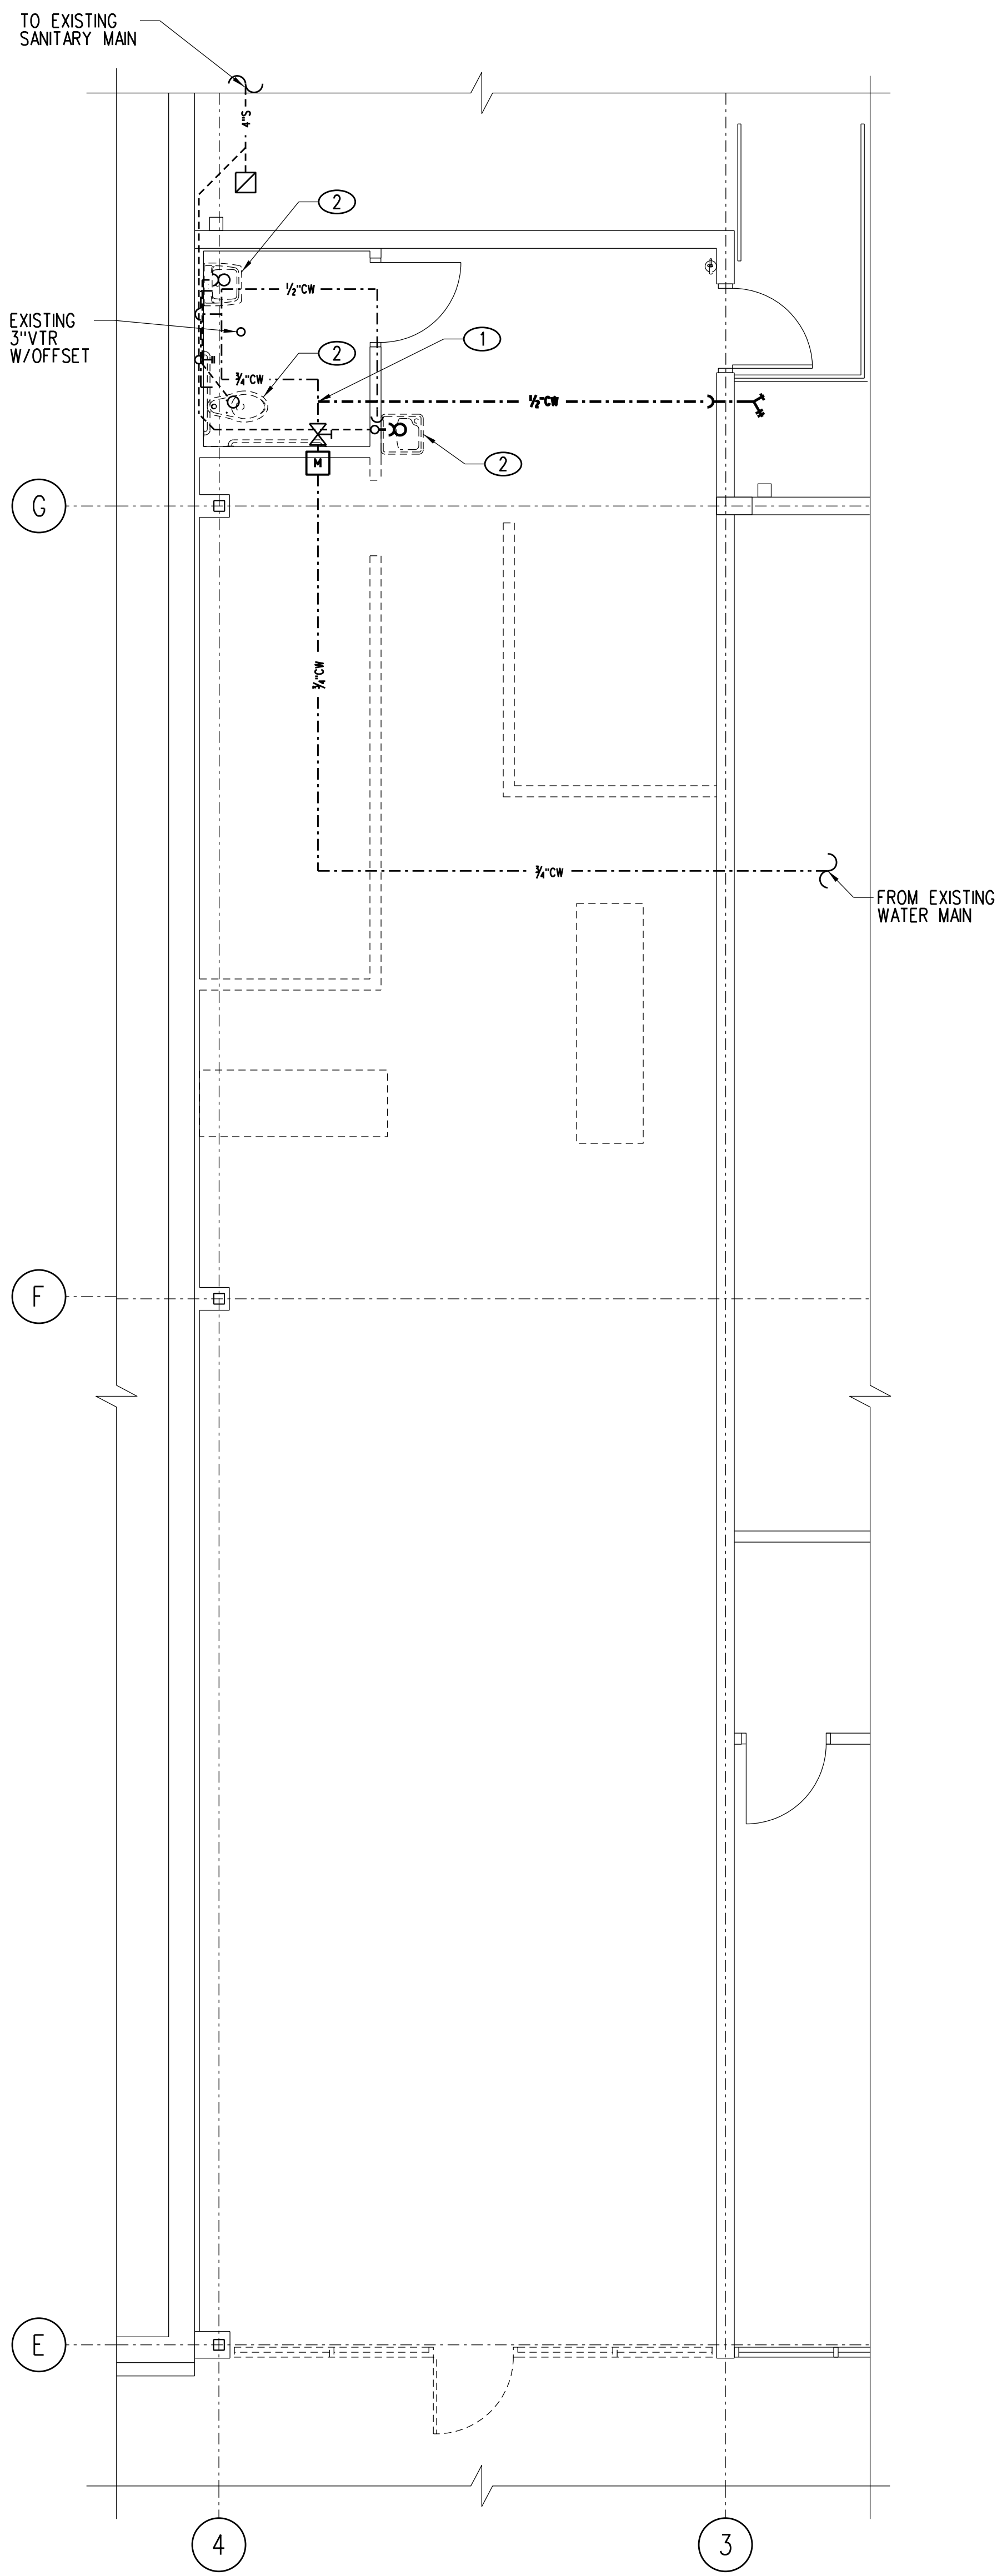 TO EXISTING
SANITARY MAIN
4"S
2
½"CW
EXISTING
3"VTR
W/OFFSET
1
2
¾"CW
½"CW
2
M
G
¾"CW
¾"CW
FROM EXISTING
WATER MAIN
F
E
4
3